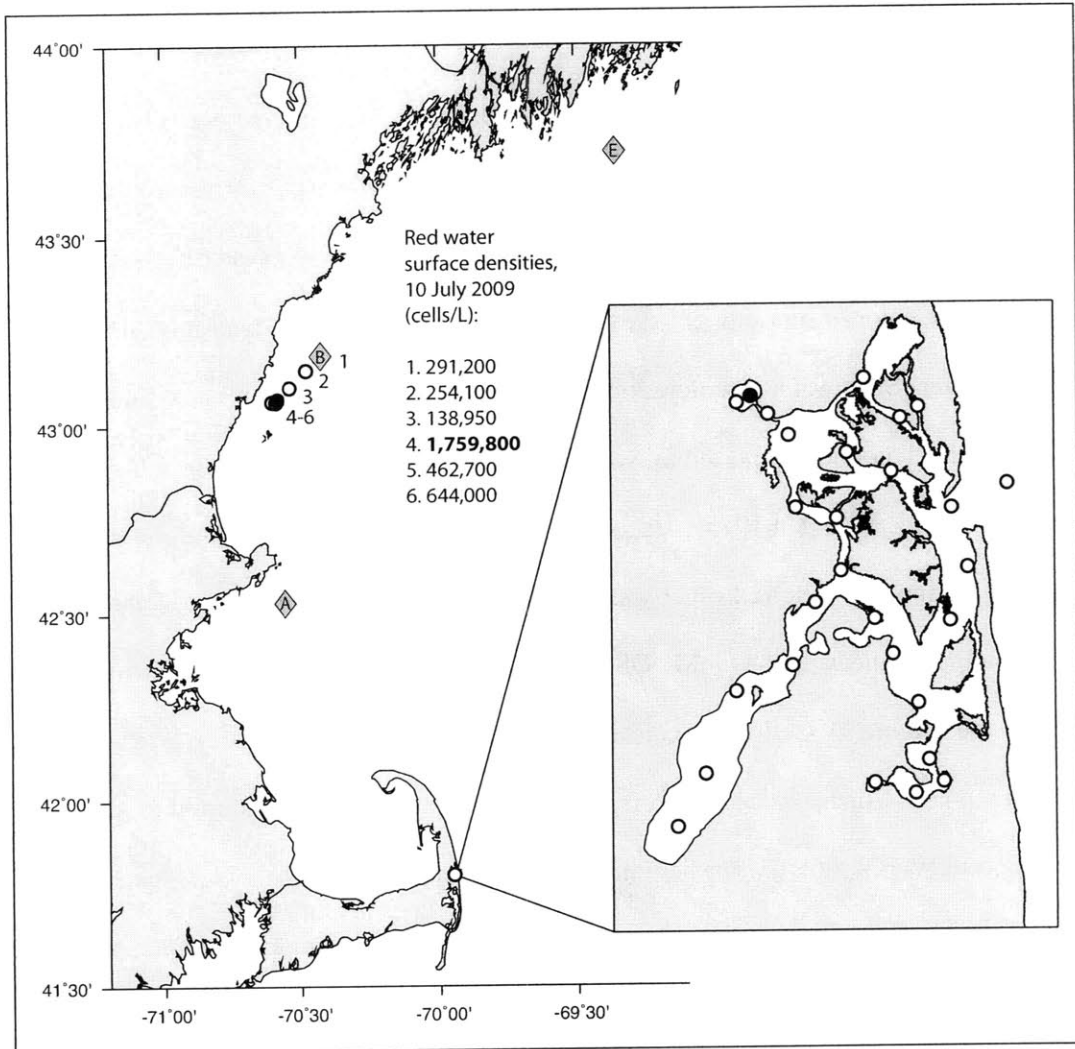 44˚00'
43˚30'
43˚00'
42˚30'
42˚00'
41˚30'
-71˚00'
-70˚30'
-70˚00'
-69˚30'
E
B
A
1
2
3
4-6
Red water
surface densities,
10 July 2009
(cells/L):
1. 291,200
2. 254,100
3. 138,950
4. 1,759,800
5. 462,700
6. 644,000